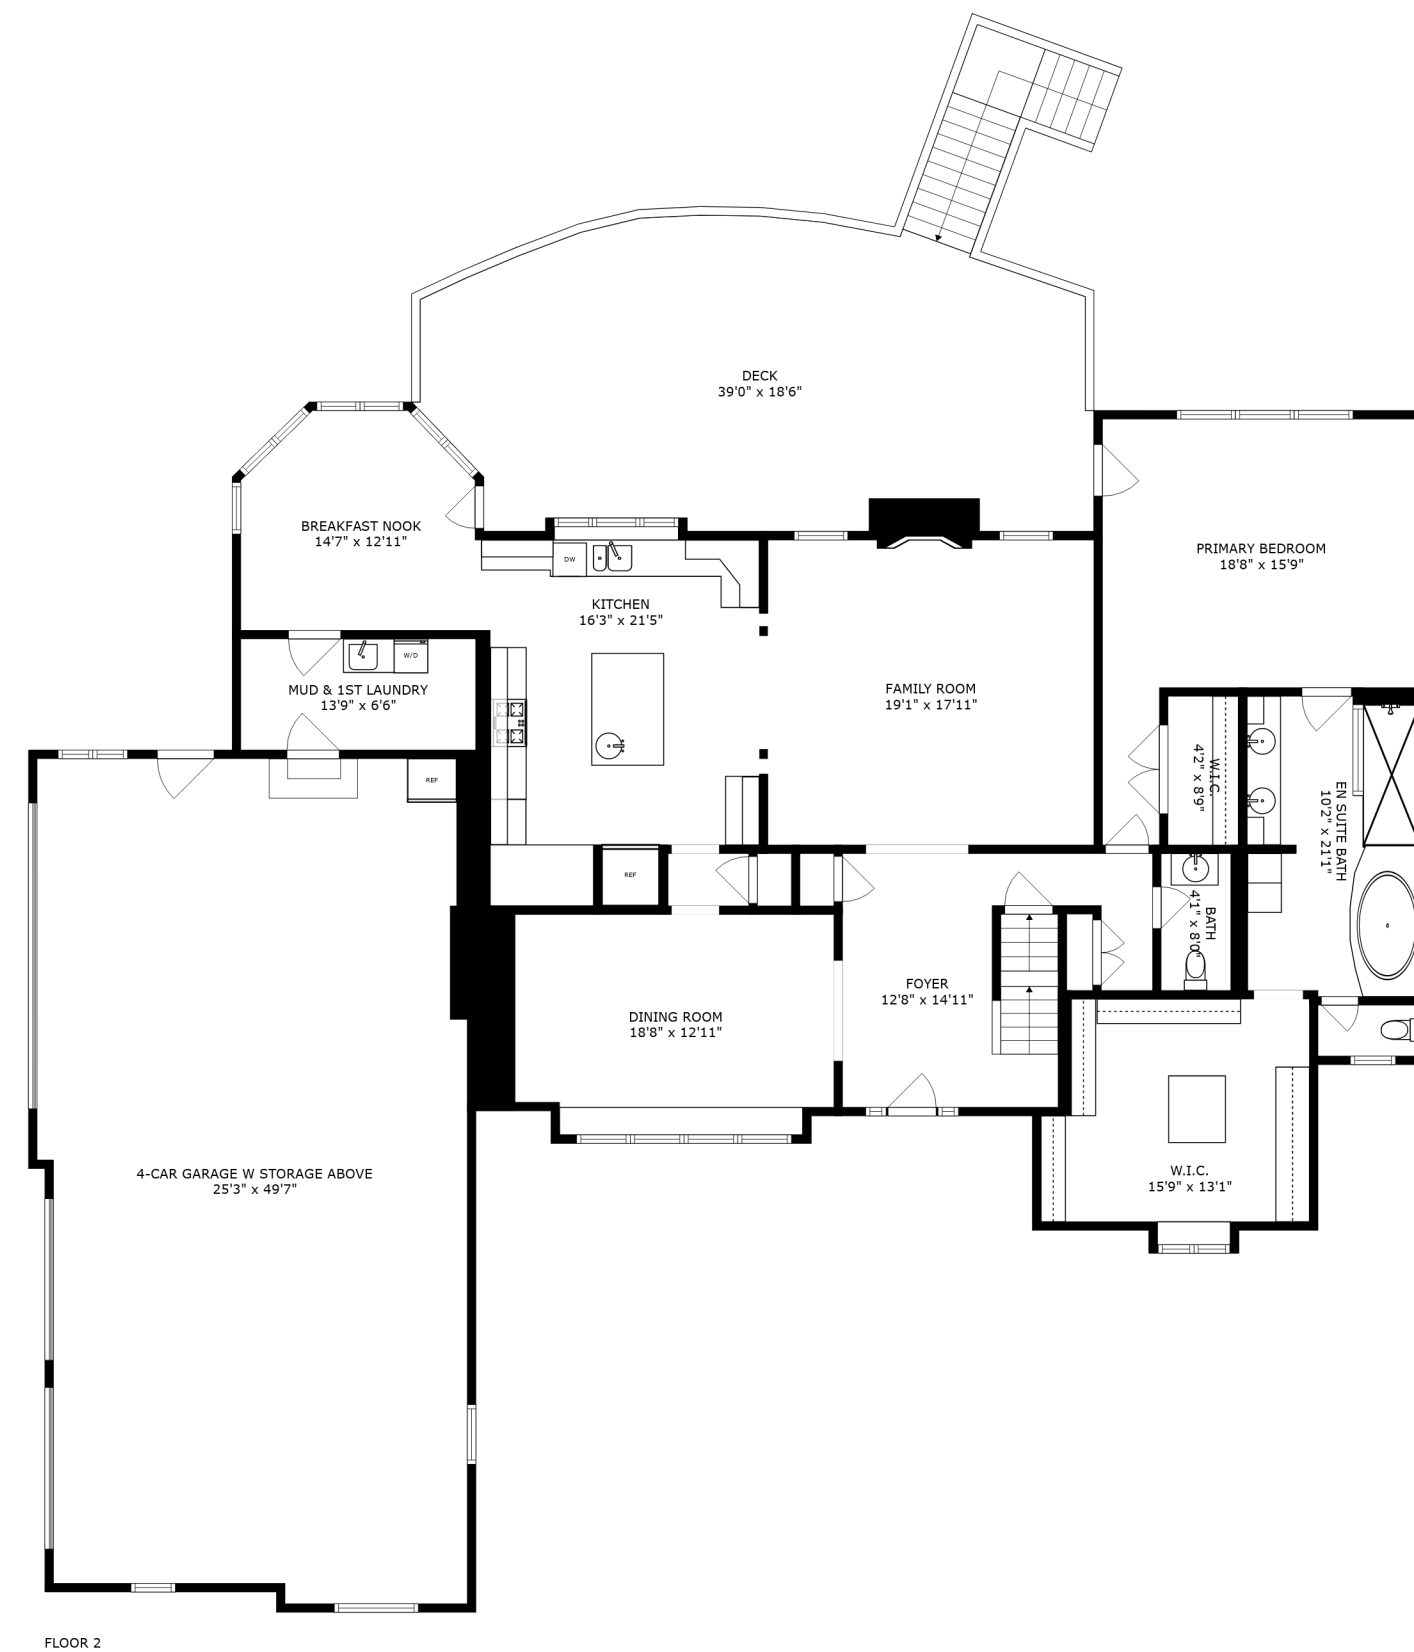 DECK
39'0" x 18'6"
BREAKFAST NOOK
14'7" x 12'11"
PRIMARY BEDROOM
18'8" x 15'9"
DW
KITCHEN
16'3" x 21'5"
W/D
MUD & 1ST LAUNDRY
13'9" x 6'6"
FAMILY ROOM
19'1" x 17'11"
W.I.C.
4'2" x 8'9"
EN SUITE BATH
10'2" x 21'1"
REF
REF
BATH
4'1" x 8'0"
FOYER
12'8" x 14'11"
DINING ROOM
18'8" x 12'11"
4-CAR GARAGE W STORAGE ABOVE
25'3" x 49'7"
W.I.C.
15'9" x 13'1"
FLOOR 2